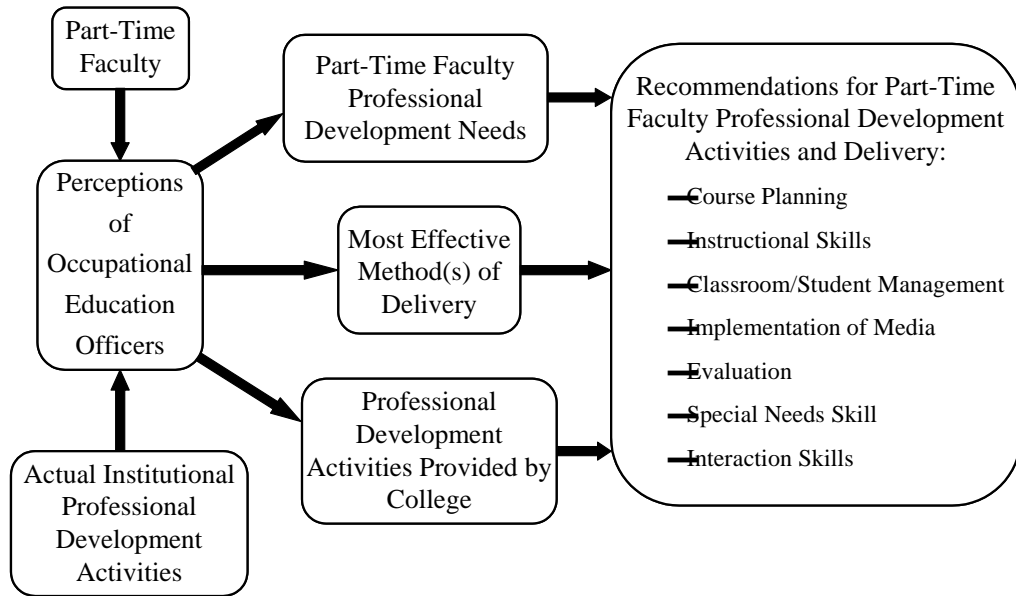 Part-Time
Faculty
Perceptions
of
Occupational
Education
Officers
Actual Institutional
Professional
Development
Activities
Part-Time Faculty
Professional
Development Needs
Most Effective
Method(s) of
Delivery
Professional
Development
Activities Provided by
College
Recommendations for Part-Time
Faculty Professional Development
Activities and Delivery:
Course Planning
Instructional Skills
Classroom/Student Management
Implementation of Media
Evaluation
Special Needs Skill
Interaction Skills